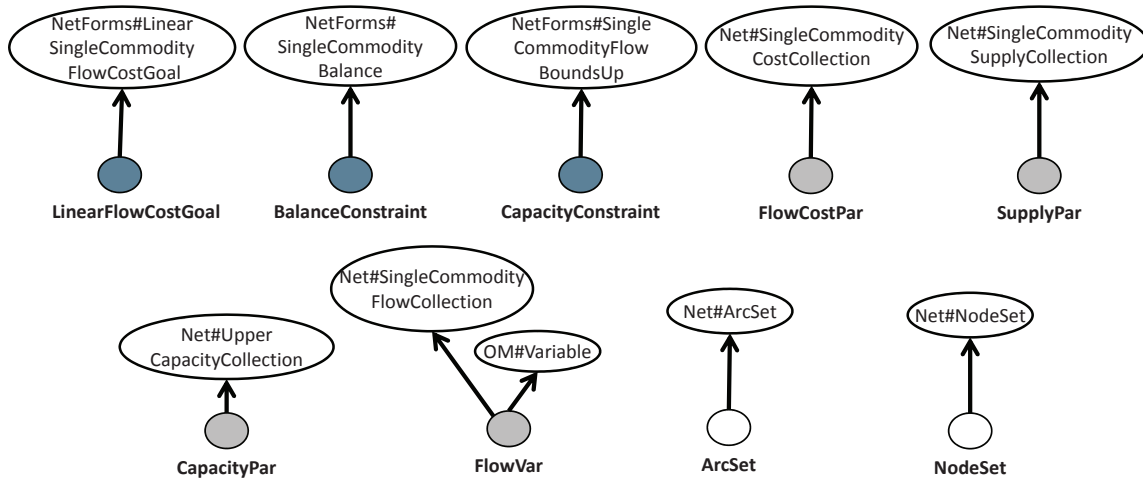 NetForms#Linear
SingleCommodity
FlowCostGoal
NetForms#
SingleCommodity
Balance
NetForms#Single
CommodityFlow
BoundsUp
Net#SingleCommodity
CostCollection
Net#SingleCommodity
SupplyCollection
LinearFlowCostGoal
BalanceConstraint
CapacityConstraint
FlowCostPar
SupplyPar
Net#Upper
CapacityCollection
Net#SingleCommodity
FlowCollection
OM#Variable
Net#ArcSet
Net#NodeSet
CapacityPar
FlowVar
ArcSet
NodeSet